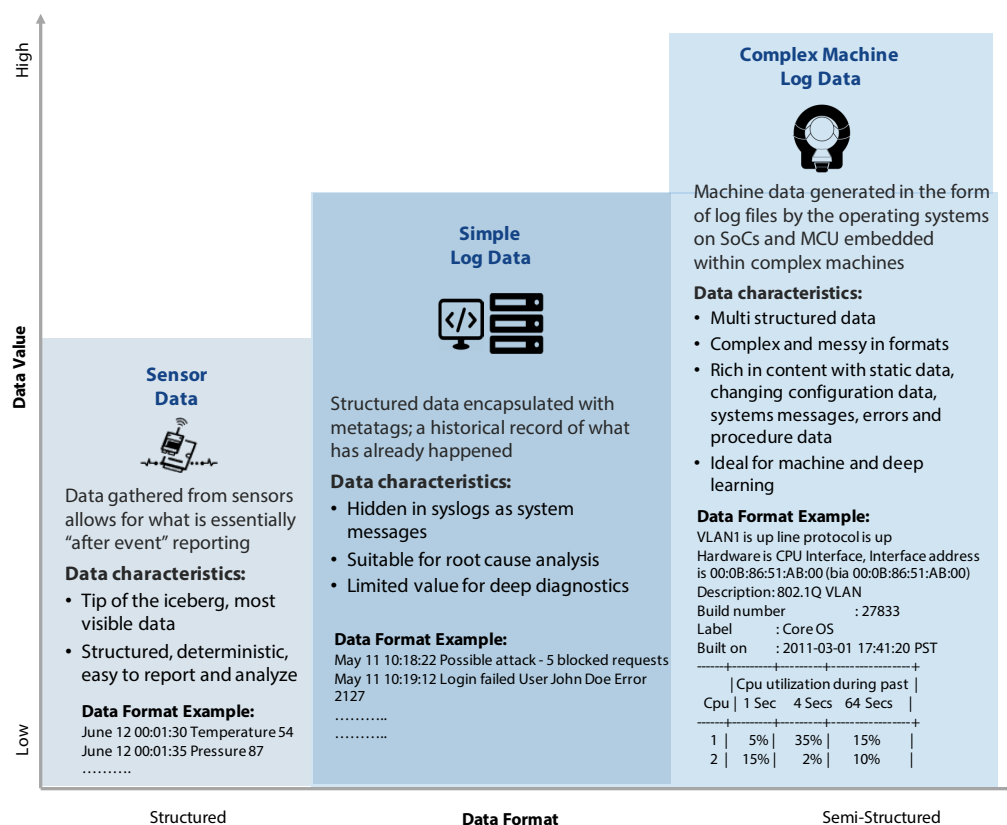 High
Data Value
Low
Sensor
Data
Data gathered from sensors
allows for what is essentially
“after event” reporting
Data characteristics:
• Tip of the iceberg, most
visible data
• Structured, deterministic,
easy to report and analyze
Data Format Example:
June 12 00:01:30 Temperature 54
June 12 00:01:35 Pressure 87
……….
Simple
Log Data
</>
Structured data encapsulated with
metatags; a historical record of what
has already happened
Data characteristics:
• Hidden in syslogs as system
messages
• Suitable for root cause analysis
• Limited value for deep diagnostics
Data Format Example:
May 11 10:18:22 Possible attack - 5 blocked requests
May 11 10:19:12 Login failed User John Doe Error
2127
………..
………..
Complex Machine
Log Data
Machine data generated in the form
of log files by the operating systems
on SoCs and MCU embedded
within complex machines
Data characteristics:
• Multi structured data
• Complex and messy in formats
• Rich in content with static data,
changing configuration data,
systems messages, errors and
procedure data
• Ideal for machine and deep
learning
Data Format Example:
VLAN1 is up line protocol is up
Hardware is CPU Interface, Interface address
is 00:0B:86:51:AB:00 (bia 00:0B:86:51:AB:00)
Description: 802.1Q VLAN
Build number : 27833
Label : Core OS
Built on : 2011-03-01 17:41:20 PST
------+---------+---------+-----------------+
|Cpu utilization during past |
Cpu | 1 Sec 4 Secs 64 Secs |
------+---------+---------+-----------------+
1 | 5% | 35% | 15% |
2 | 15% | 2% | 10% |
Structured
Data Format
Semi-Structured